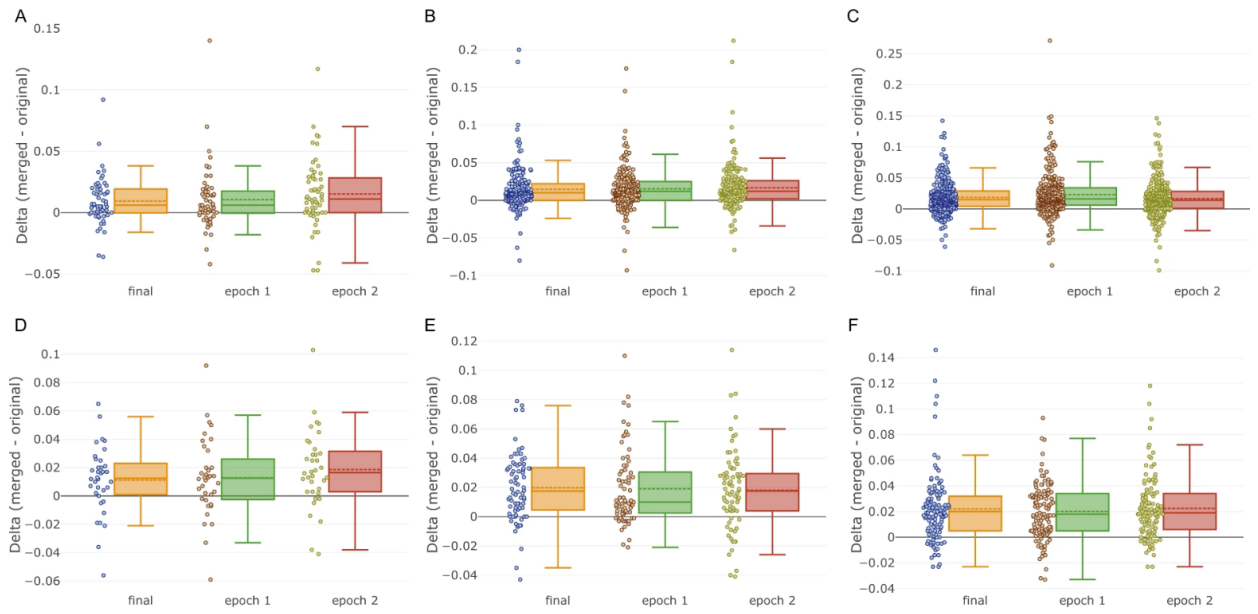 A
Delta (merged - original)
0.15
0.1
0.05
0
−0.05
final epoch 1 epoch 2
B
Delta (merged - original)
0.2
0.15
0.1
0.05
0
−0.05
−0.1
final epoch 1 epoch 2
C
Delta (merged - original)
0.25
0.2
0.15
0.1
0.05
0
−0.05
−0.1
final epoch 1 epoch 2
D
Delta (merged - original)
0.1
0.08
0.06
0.04
0.02
0
−0.02
−0.04
−0.06
final epoch 1 epoch 2
E
Delta (merged - original)
0.12
0.1
0.08
0.06
0.04
0.02
0
−0.02
−0.04
final epoch 1 epoch 2
F
Delta (merged - original)
0.14
0.12
0.1
0.08
0.06
0.04
0.02
0
−0.02
−0.04
final epoch 1 epoch 2